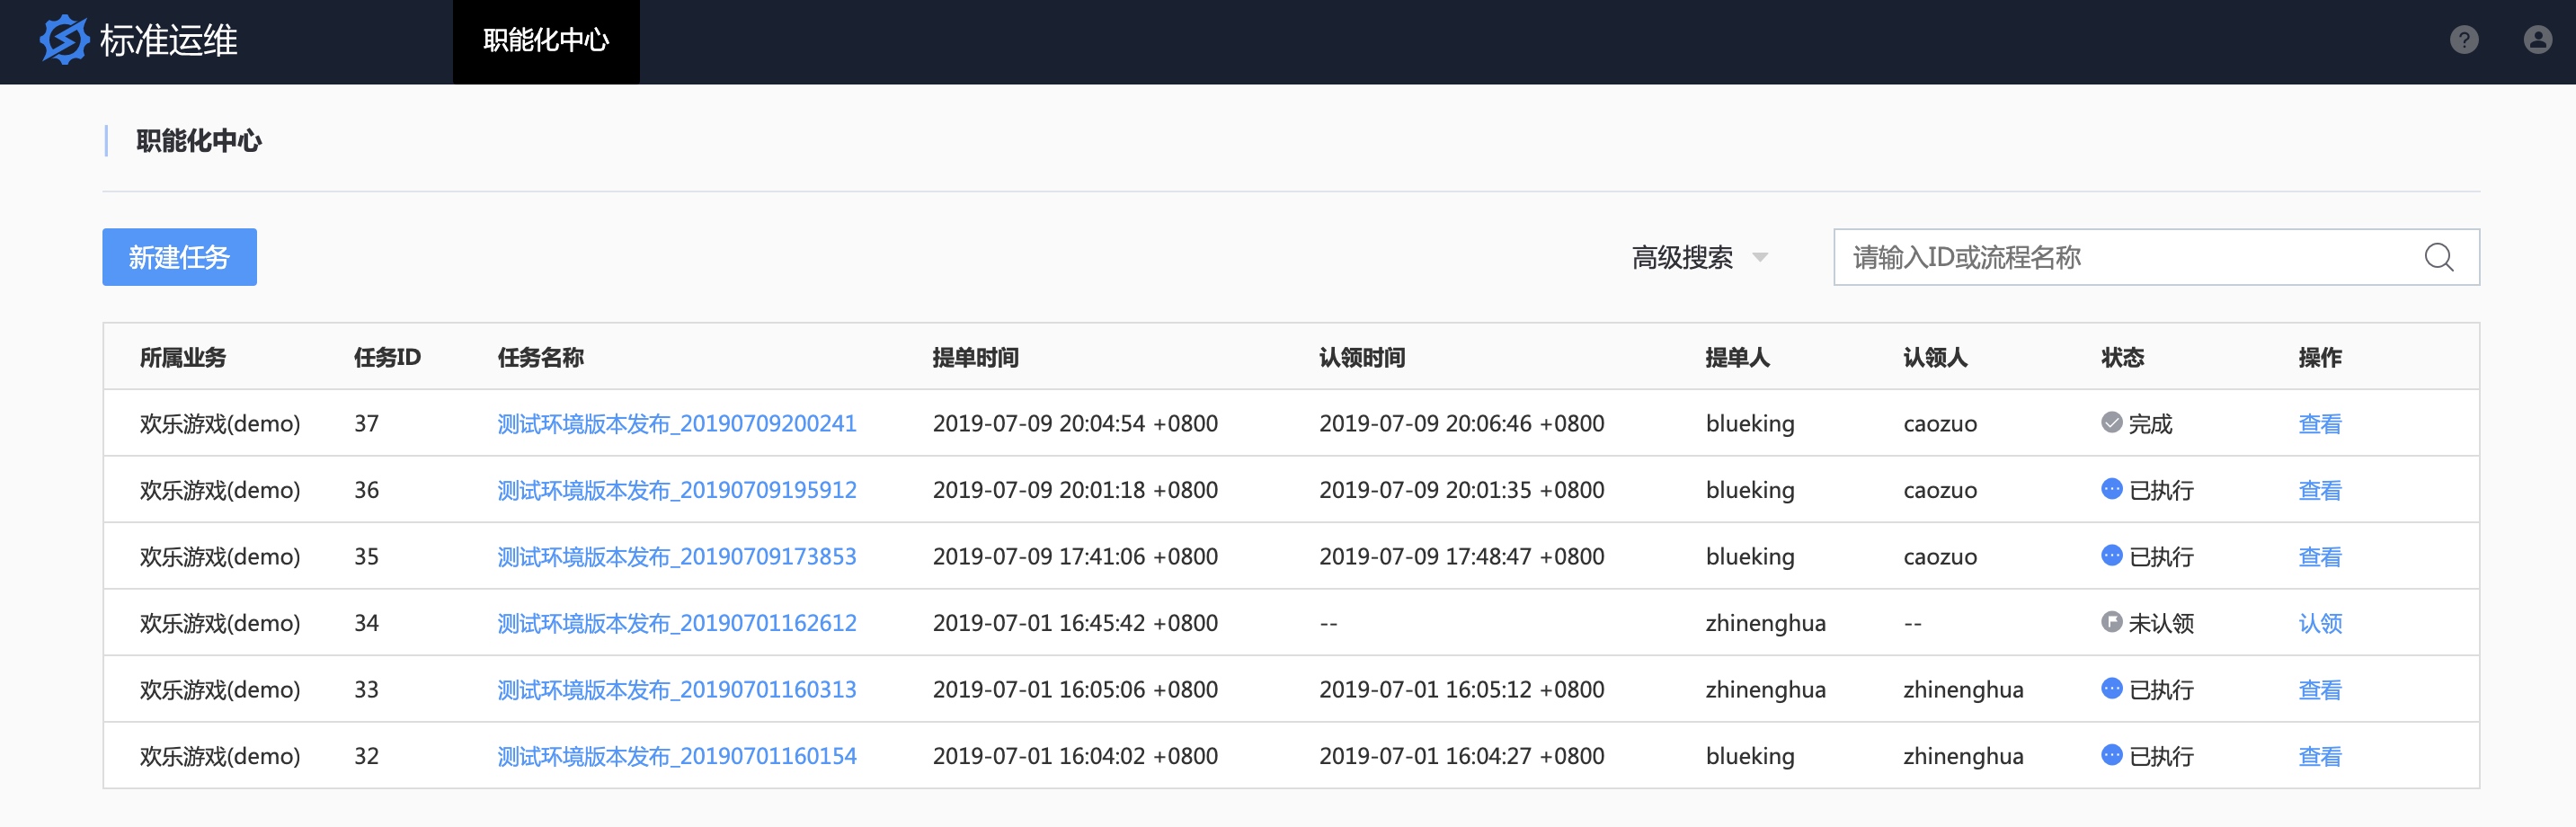 标准运维 职能化中心
职能化中心
新建任务 高级搜索 请输入ID或流程名称
所属业务 任务ID 任务名称 提单时间 认领时间 提单人 认领人 状态 操作
欢乐游戏(demo) 37 测试环境版本发布_20190709200241 2019-07-09 20:04:54 +0800 2019-07-09 20:06:46 +0800 blueking caozuo 完成 查看
欢乐游戏(demo) 36 测试环境版本发布_20190709195912 2019-07-09 20:01:18 +0800 2019-07-09 20:01:35 +0800 blueking caozuo 已执行 查看
欢乐游戏(demo) 35 测试环境版本发布_20190709173853 2019-07-09 17:41:06 +0800 2019-07-09 17:48:47 +0800 blueking caozuo 已执行 查看
欢乐游戏(demo) 34 测试环境版本发布_20190701162612 2019-07-01 16:45:42 +0800 -- zhinenghua -- 未认领 认领
欢乐游戏(demo) 33 测试环境版本发布_20190701160313 2019-07-01 16:05:06 +0800 2019-07-01 16:05:12 +0800 zhinenghua zhinenghua 已执行 查看
欢乐游戏(demo) 32 测试环境版本发布_20190701160154 2019-07-01 16:04:02 +0800 2019-07-01 16:04:27 +0800 blueking zhinenghua 已执行 查看